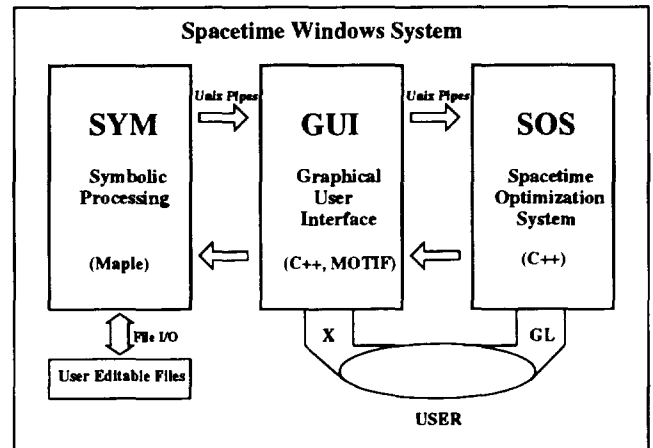 Spacetime Windows System
Unix Pipes
Unix Pipes
SYM
Symbolic
Processing
(Maple)
GUI
Graphical
User
Interface
(C++, MOTIF)
SOS
Spacetime
Optimization
System
(C++)
File I/O
User Editable Files
X
GL
USER